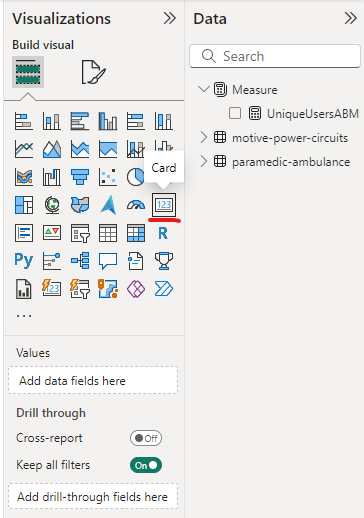 Visualizations
Data
Build visual
Search
Measure
UniqueUsersABM
motive-power-circuits
Card
paramedic-ambulance
123
R
Py
123
...
Values
Add data fields here
Drill through
Cross-report
Off
Keep all filters
On
Add drill-through fields here